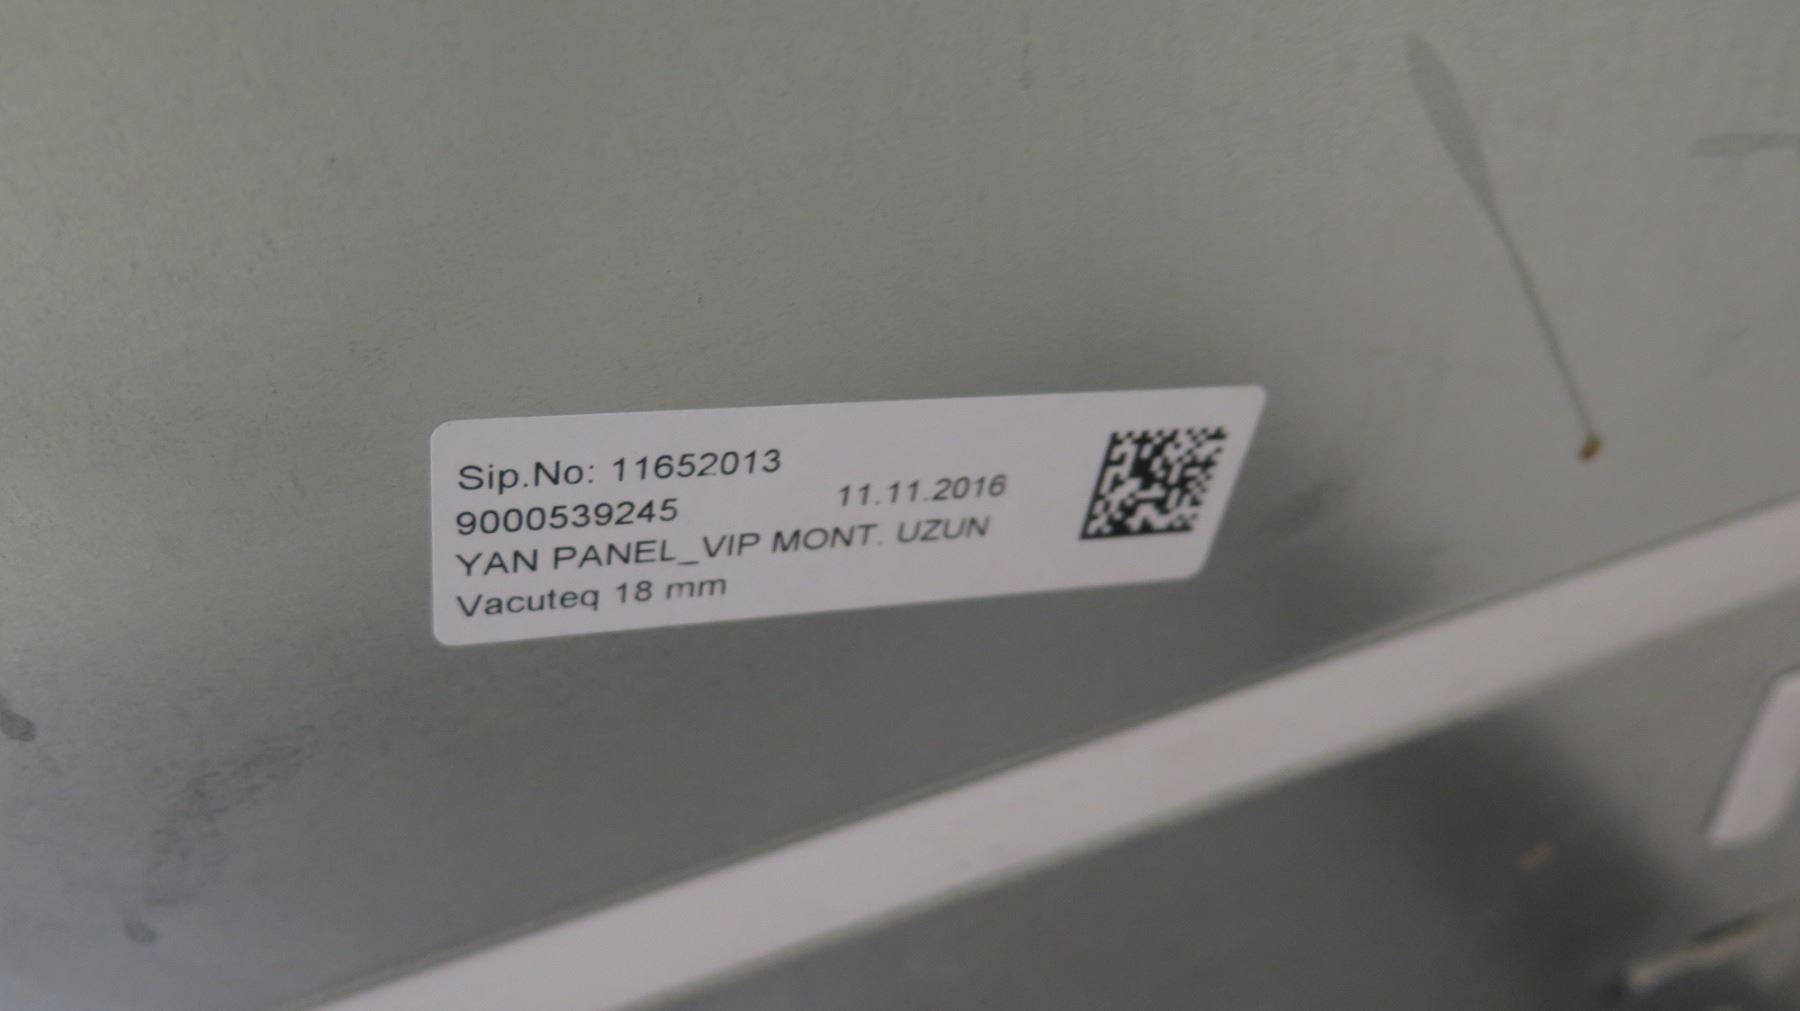 Sip.No: 11652013
9000539245 11.11.2016
YAN PANEL_VIP MONT. UZUN
Vacuteq 18 mm